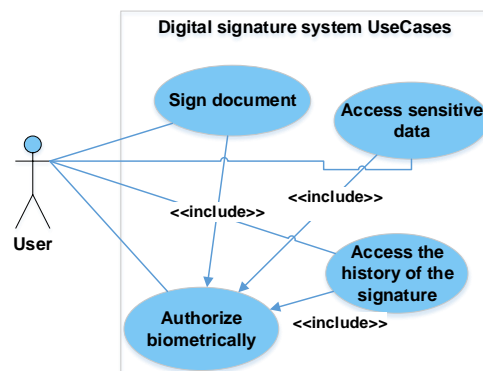 Digital signature system UseCases
Sign document
Access sensitive
data
<<include>>
<<include>>
User
Access the
history of the
signature
Authorize
biometrically
<<include>>